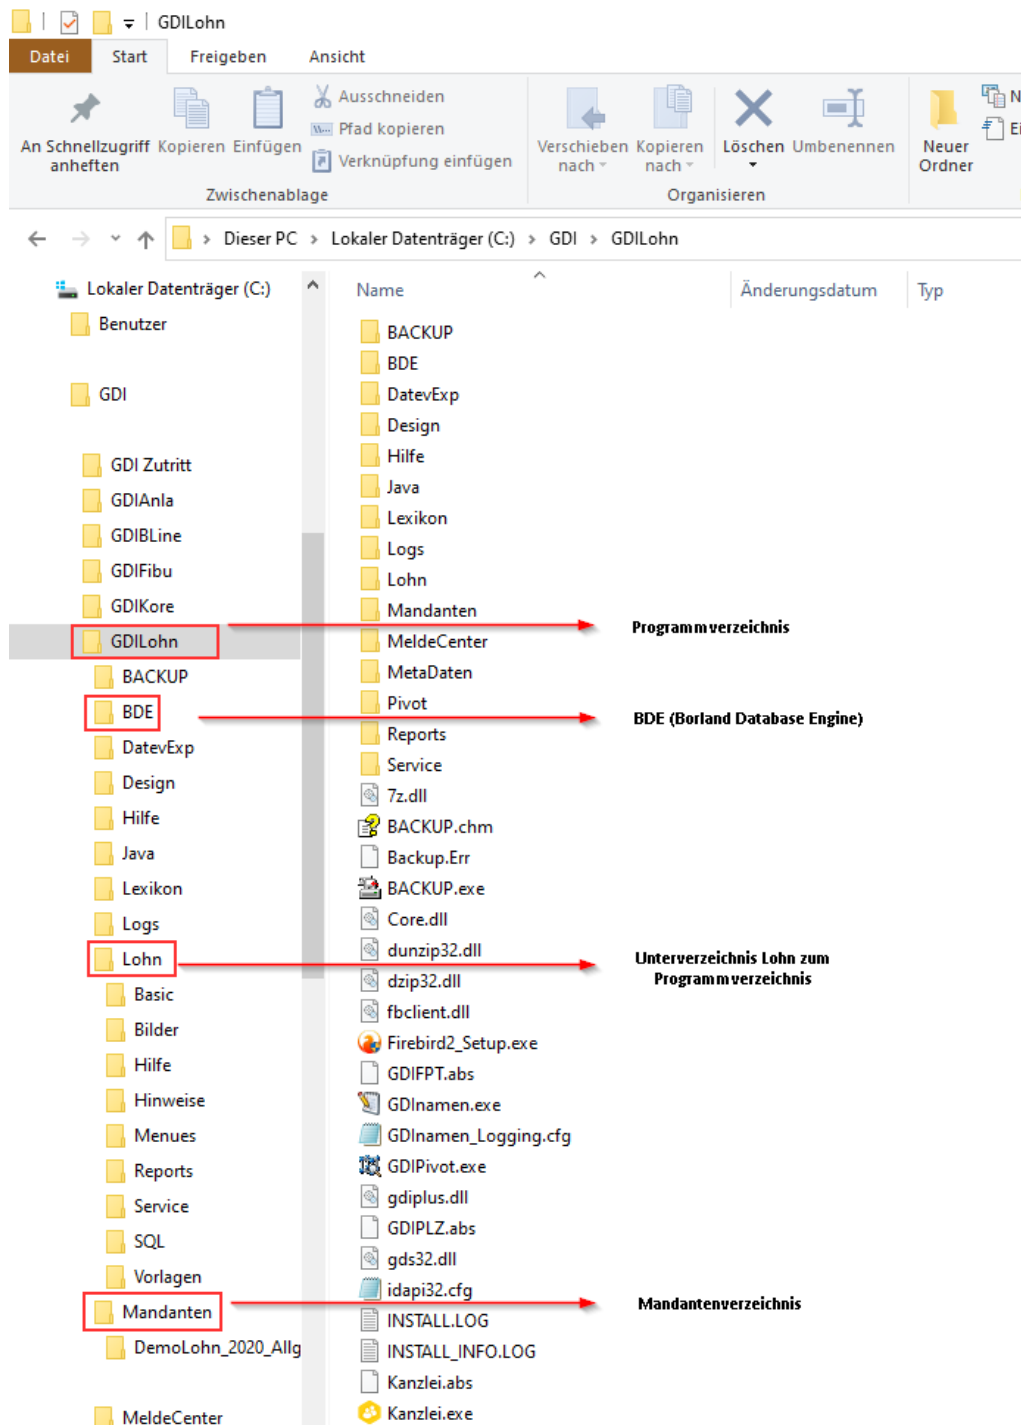 GDILohn
Datei Start Freigeben Ansicht
An Schnellzugriff anheften
Kopieren
Einfügen
Ausschneiden
Pfad kopieren
Verknüpfung einfügen
Verschieben nach
Kopieren nach
Löschen
Umbenennen
Neuer Ordner
Zwischenablage
Organisieren
Dieser PC > Lokaler Datenträger (C:) > GDI > GDILohn
Lokaler Datenträger (C:)
Benutzer
GDI
GDI Zutritt
GDIAnla
GDIBLine
GDIFibu
GDIKore
GDILohn
BACKUP
BDE
DatevExp
Design
Hilfe
Java
Lexikon
Logs
Lohn
Basic
Bilder
Hilfe
Hinweise
Menues
Reports
Service
SQL
Vorlagen
Mandanten
DemoLohn_2020_Allg
MeldeCenter
Name Änderungsdatum Typ
BACKUP
BDE
DatevExp
Design
Hilfe
Java
Lexikon
Logs
Lohn
Mandanten
MeldeCenter
MetaDaten
Pivot
Reports
Service
7z.dll
BACKUP.chm
Backup.Err
BACKUP.exe
Core.dll
dunzip32.dll
dzip32.dll
fbclient.dll
Firebird2_Setup.exe
GDIFPT.abs
GDInamen.exe
GDInamen_Logging.cfg
GDIPivot.exe
gdiplus.dll
GDIPLZ.abs
gds32.dll
idapi32.cfg
INSTALL.LOG
INSTALL_INFO.LOG
Kanzlei.abs
Kanzlei.exe
Programmverzeichnis
BDE (Borland Database Engine)
Unterverzeichnis Lohn zum
Programmverzeichnis
Mandantenverzeichnis